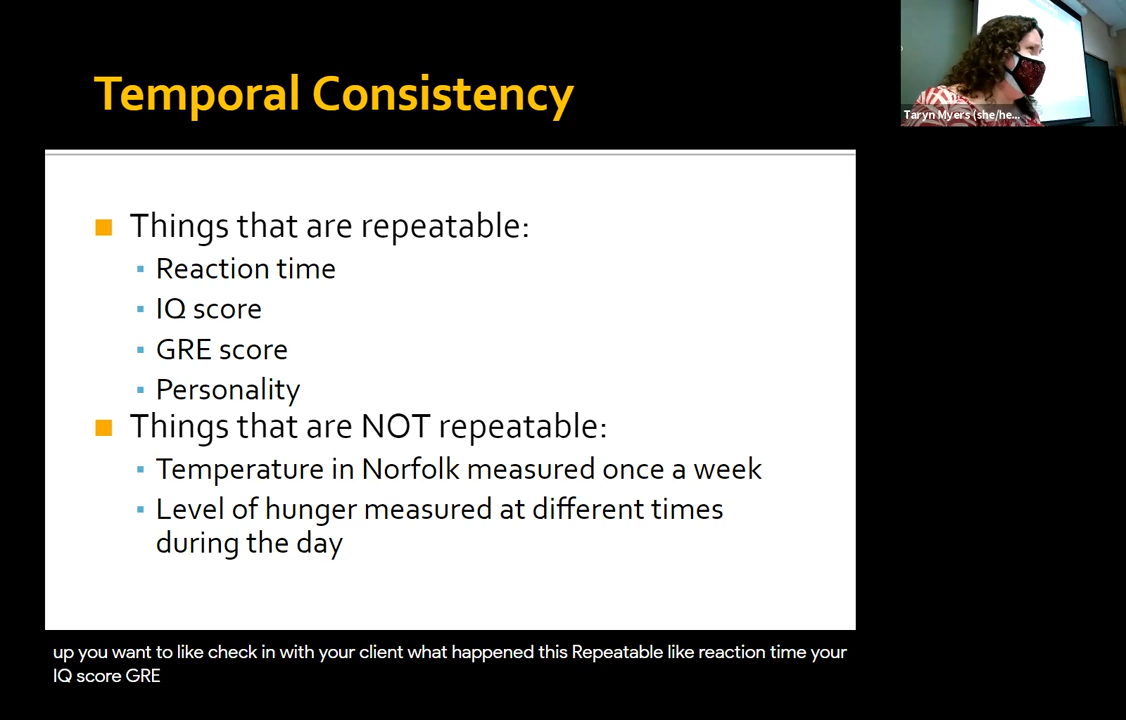 Temporal Consistency
Taryn Myers (she/he...
■ Things that are repeatable:
▪ Reaction time
▪ IQ score
▪ GRE score
▪ Personality
■ Things that are NOT repeatable:
▪ Temperature in Norfolk measured once a week
▪ Level of hunger measured at different times
during the day
up you want to like check in with your client what happened this Repeatable like reaction time your
IQ score GRE